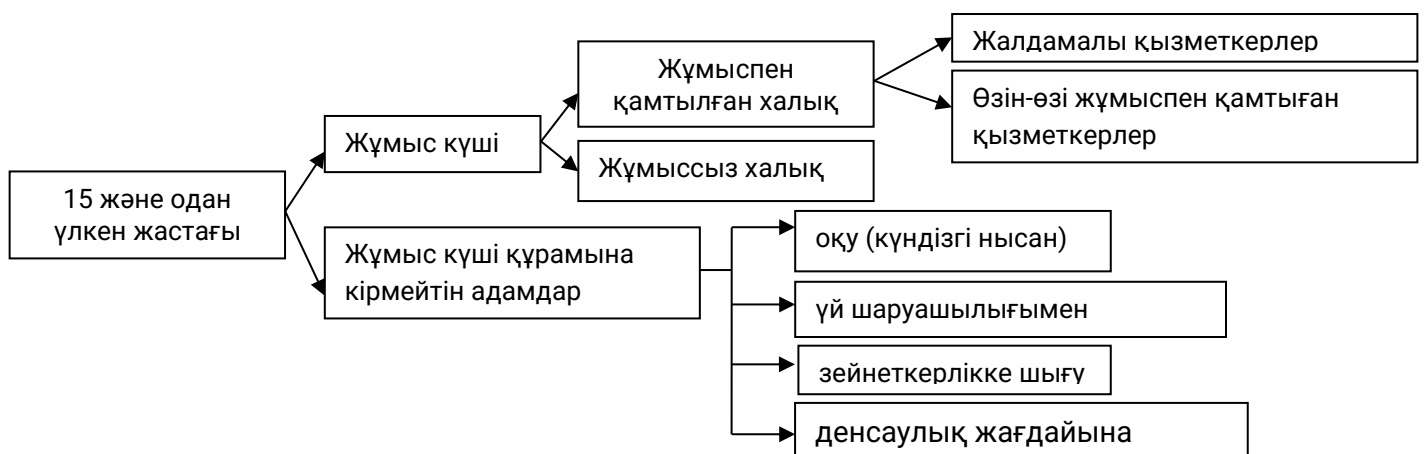 15 және одан
үлкен жастағы
Жұмыс күші
Жұмыспен
қамтылған халық
Жалдамалы қызметкерлер
Өзін-өзі жұмыспен қамтыған
қызметкерлер
Жұмыссыз халық
Жұмыс күші құрамына
кірмейтін адамдар
оқу (күндізгі нысан)
үй шаруашылығымен
зейнеткерлікке шығу
денсаулық жағдайына